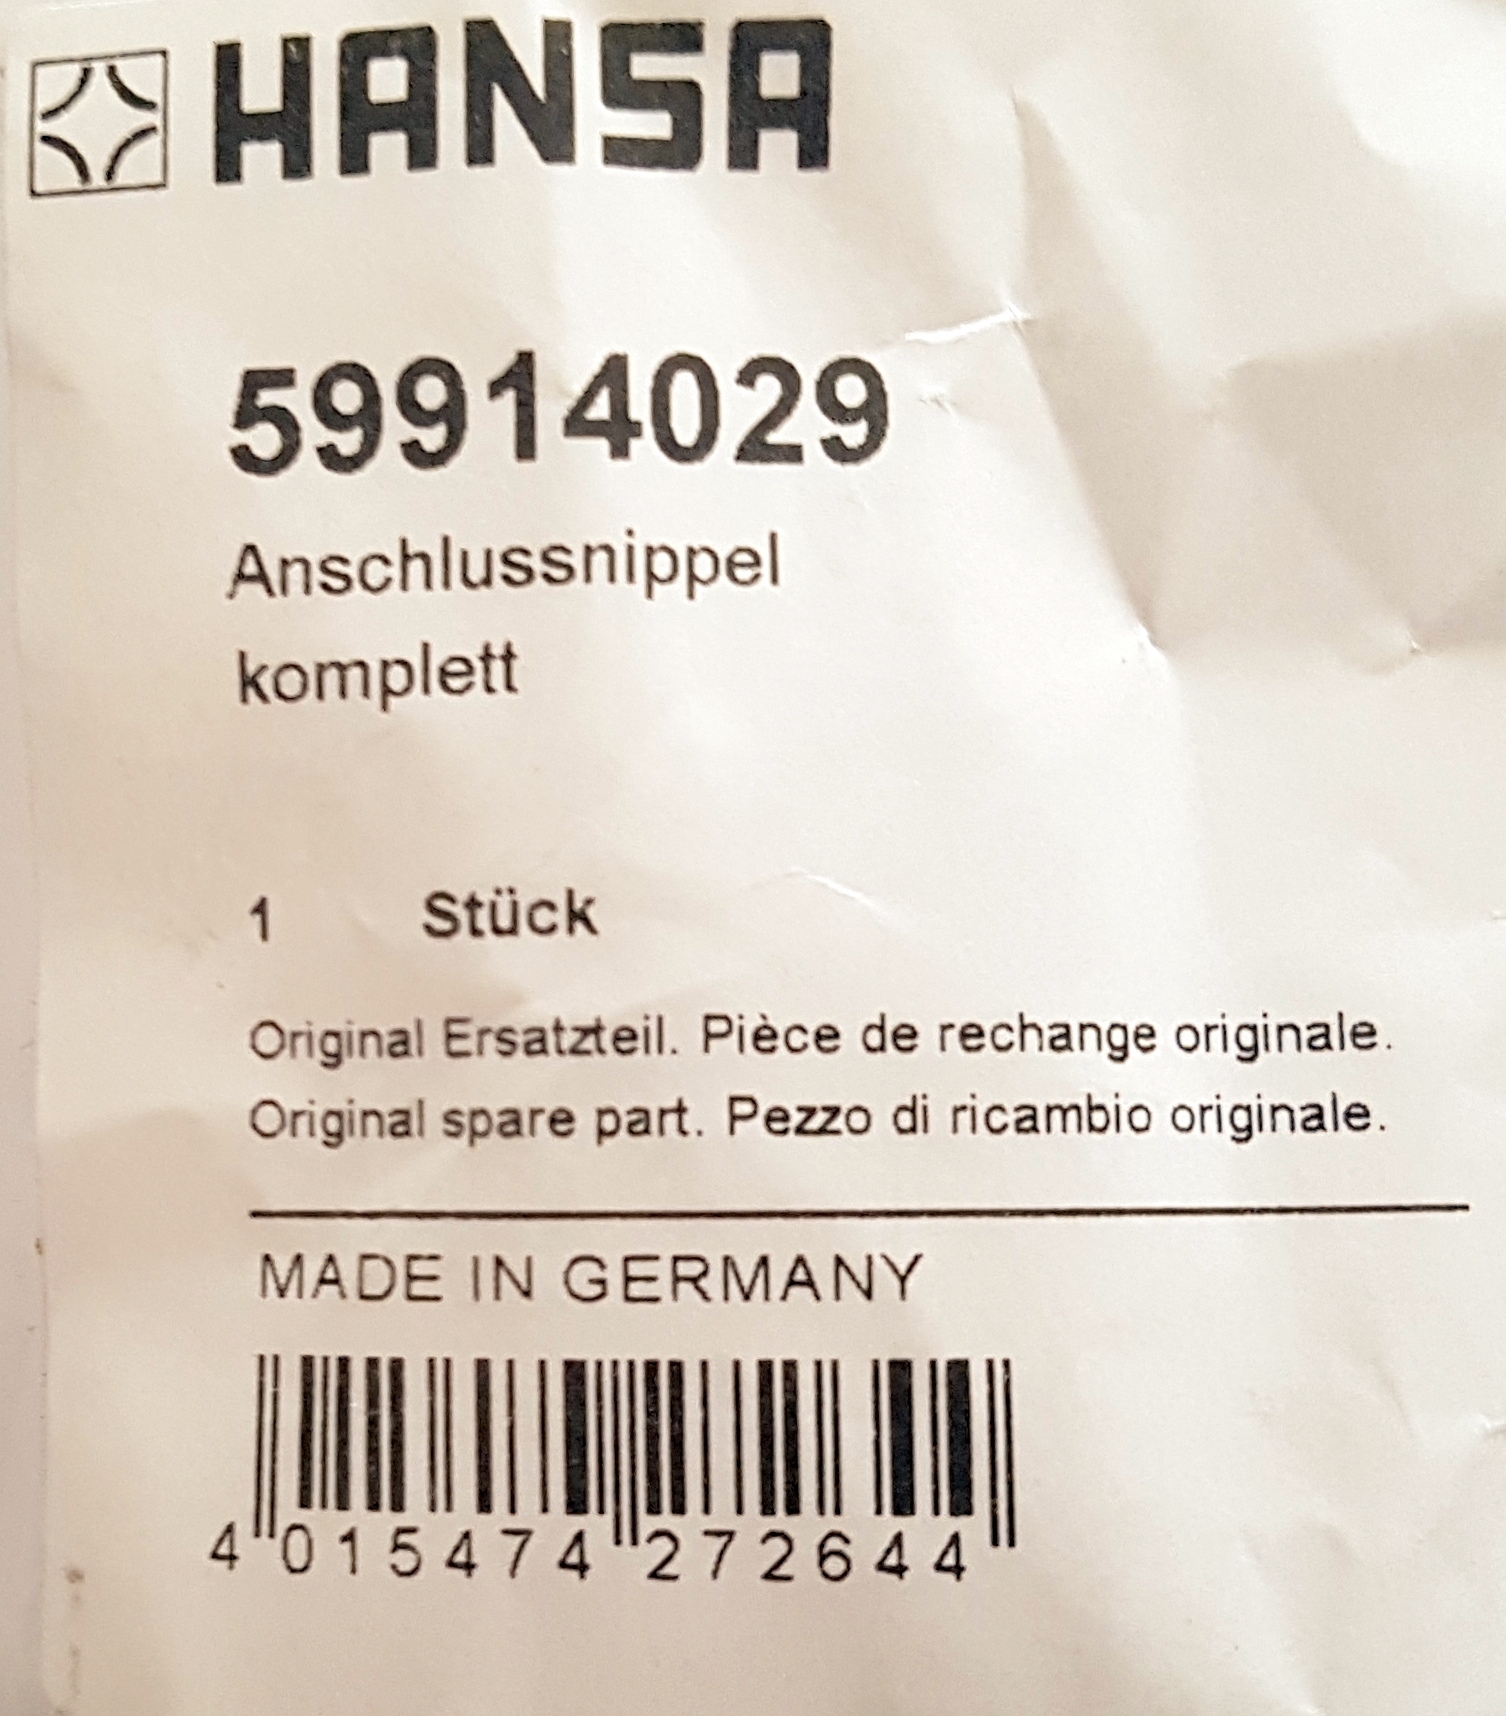 HANSA
59914029
Anschlussnippel
komplett
1 Stück
Original Ersatzteil. Pièce de rechange originale.
Original spare part. Pezzo di ricambio originale.
MADE IN GERMANY
4 015474 272644